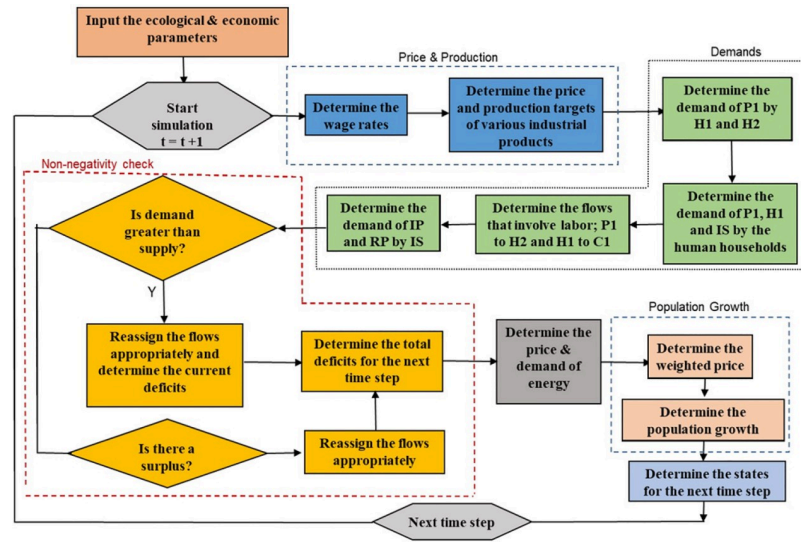 Input the ecological & economic
parameters
Price & Production
Demands
Start
simulation
t = t +1
Determine the
wage rates
Determine the price
and production targets
of various industrial
products
Determine the
demand of P1 by
H1 and H2
Non-negativity check
Is demand
greater than
supply?
Determine the
demand of IP
and RP by IS
Determine the flows
that involve labor; P1
to H2 and H1 to C1
Determine the
demand of P1, H1
and IS by the
human households
Y
Reassign the flows
appropriately and
determine the current
deficits
Determine the total
deficits for the next
time step
Determine the
price &
demand of
energy
Population Growth
Determine the
weighted price
Determine the
population growth
Is there a
surplus?
Reassign the flows
appropriately
Determine the states
for the next time step
Next time step